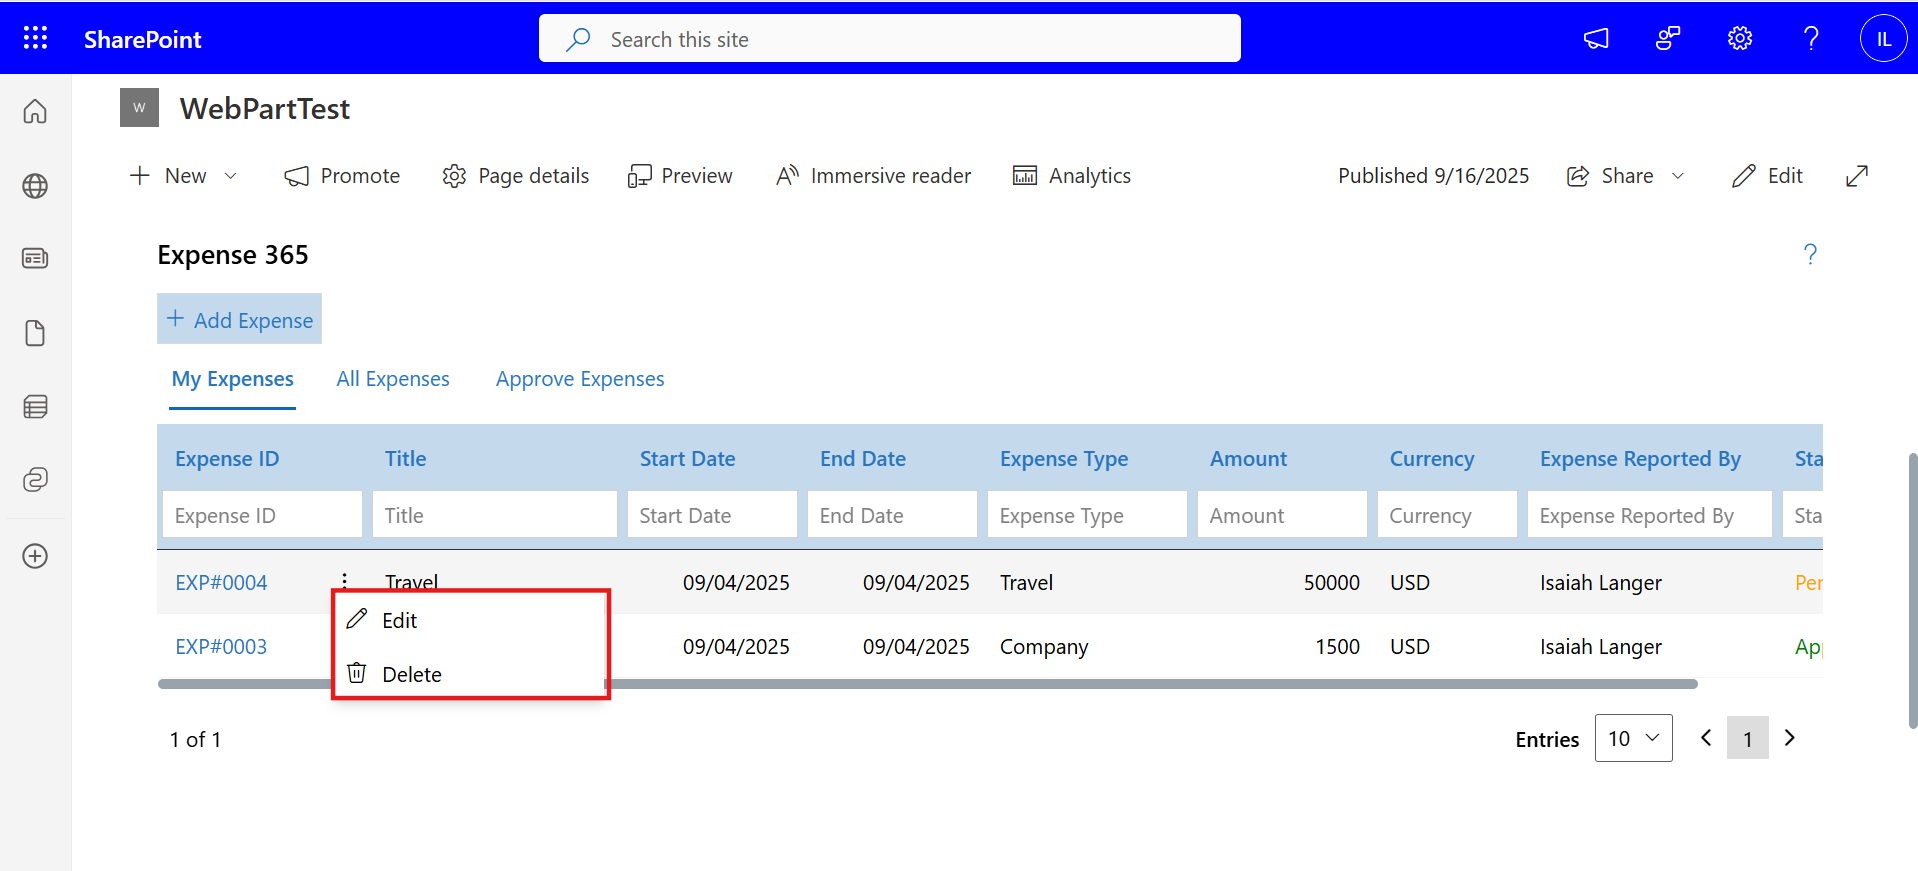 SharePoint
Search this site
IL
W
WebPartTest
New
Promote
Page details
Preview
Immersive reader
Analytics
Published 9/16/2025
Share
Edit
Expense 365
?
+ Add Expense
My Expenses
All Expenses
Approve Expenses
Expense ID Title Start Date End Date Expense Type Amount Currency Expense Reported By Sta
Expense ID Title Start Date End Date Expense Type Amount Currency Expense Reported By Sta
EXP#0004 Travel 09/04/2025 09/04/2025 Travel 50000 USD Isaiah Langer Per
Edit
EXP#0003 09/04/2025 09/04/2025 Company 1500 USD Isaiah Langer App
Delete
1 of 1
Entries 10 1